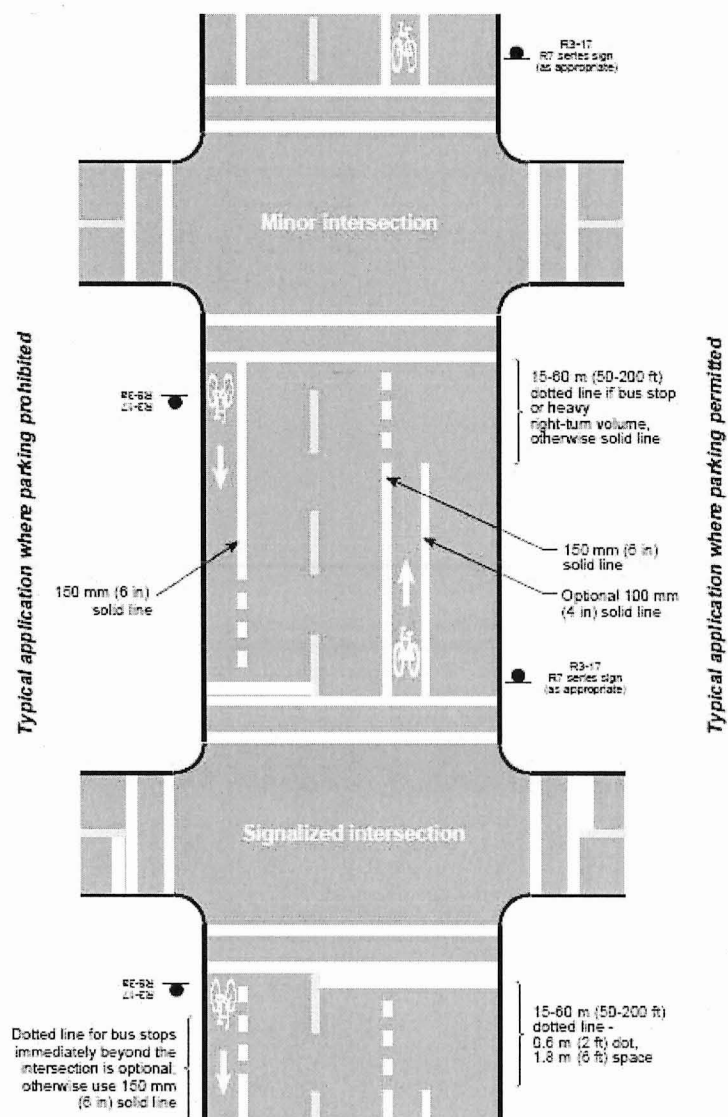 R3-17
R7 series sign
(as appropriate)
Minor intersection
Typical application where parking prohibited
Typical application where parking permitted
R3-17
15-60 m (50-200 ft)
dotted line if bus stop
or heavy
right-turn volume,
otherwise solid line
150 mm (6 in)
solid line
150 mm (6 in)
solid line
Optional 100 mm
(4 in) solid line
R3-17
R7 series sign
(as appropriate)
Signalized intersection
R3-17
Dotted line for bus stops
immediately beyond the
intersection is optional;
otherwise use 150 mm
(6 in) solid line
15-60 m (50-200 ft)
dotted line -
0.6 m (2 ft) dot,
1.8 m (6 ft) space